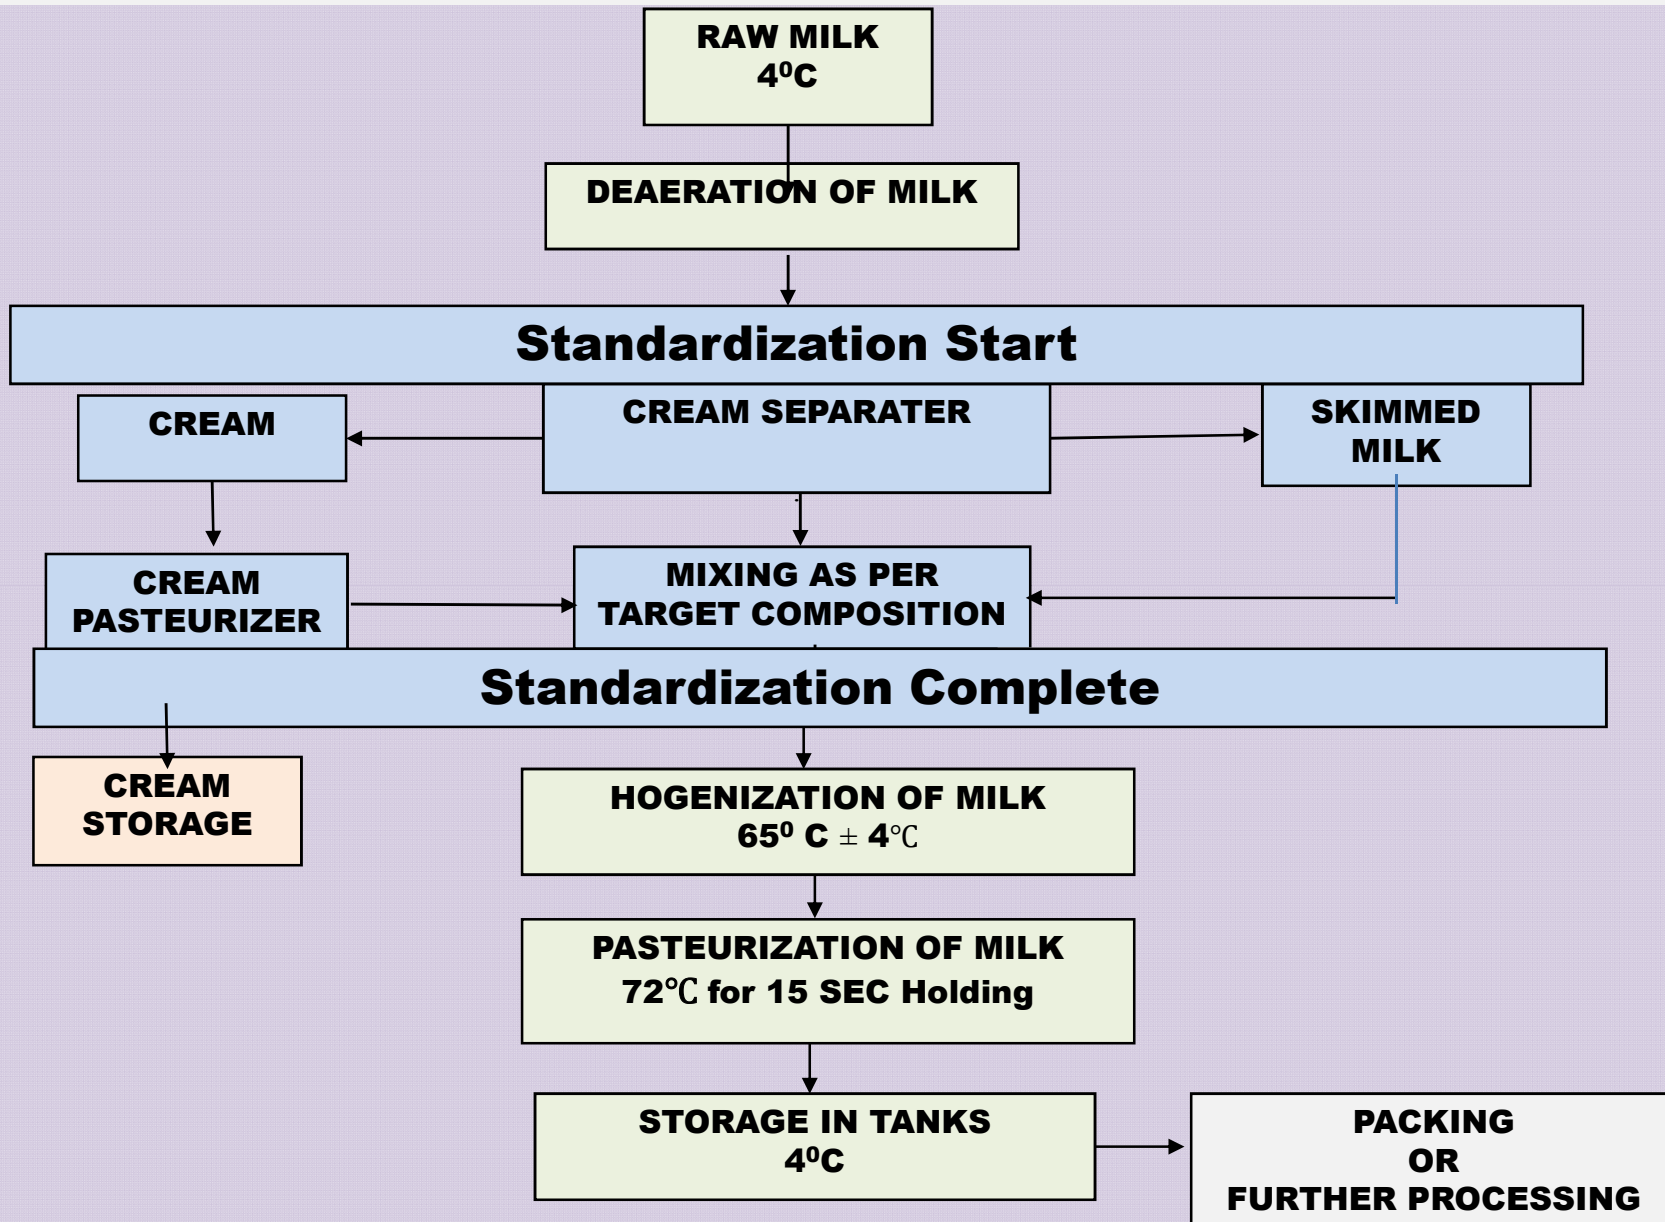 RAW MILK
4⁰C
DEAERATION OF MILK
Standardization Start
CREAM
CREAM SEPARATER
SKIMMED
MILK
CREAM
PASTEURIZER
MIXING AS PER
TARGET COMPOSITION
Standardization Complete
CREAM
STORAGE
HOGENIZATION OF MILK
65⁰ C ± 4℃
PASTEURIZATION OF MILK
72℃ for 15 SEC Holding
STORAGE IN TANKS
4⁰C
PACKING
OR
FURTHER PROCESSING